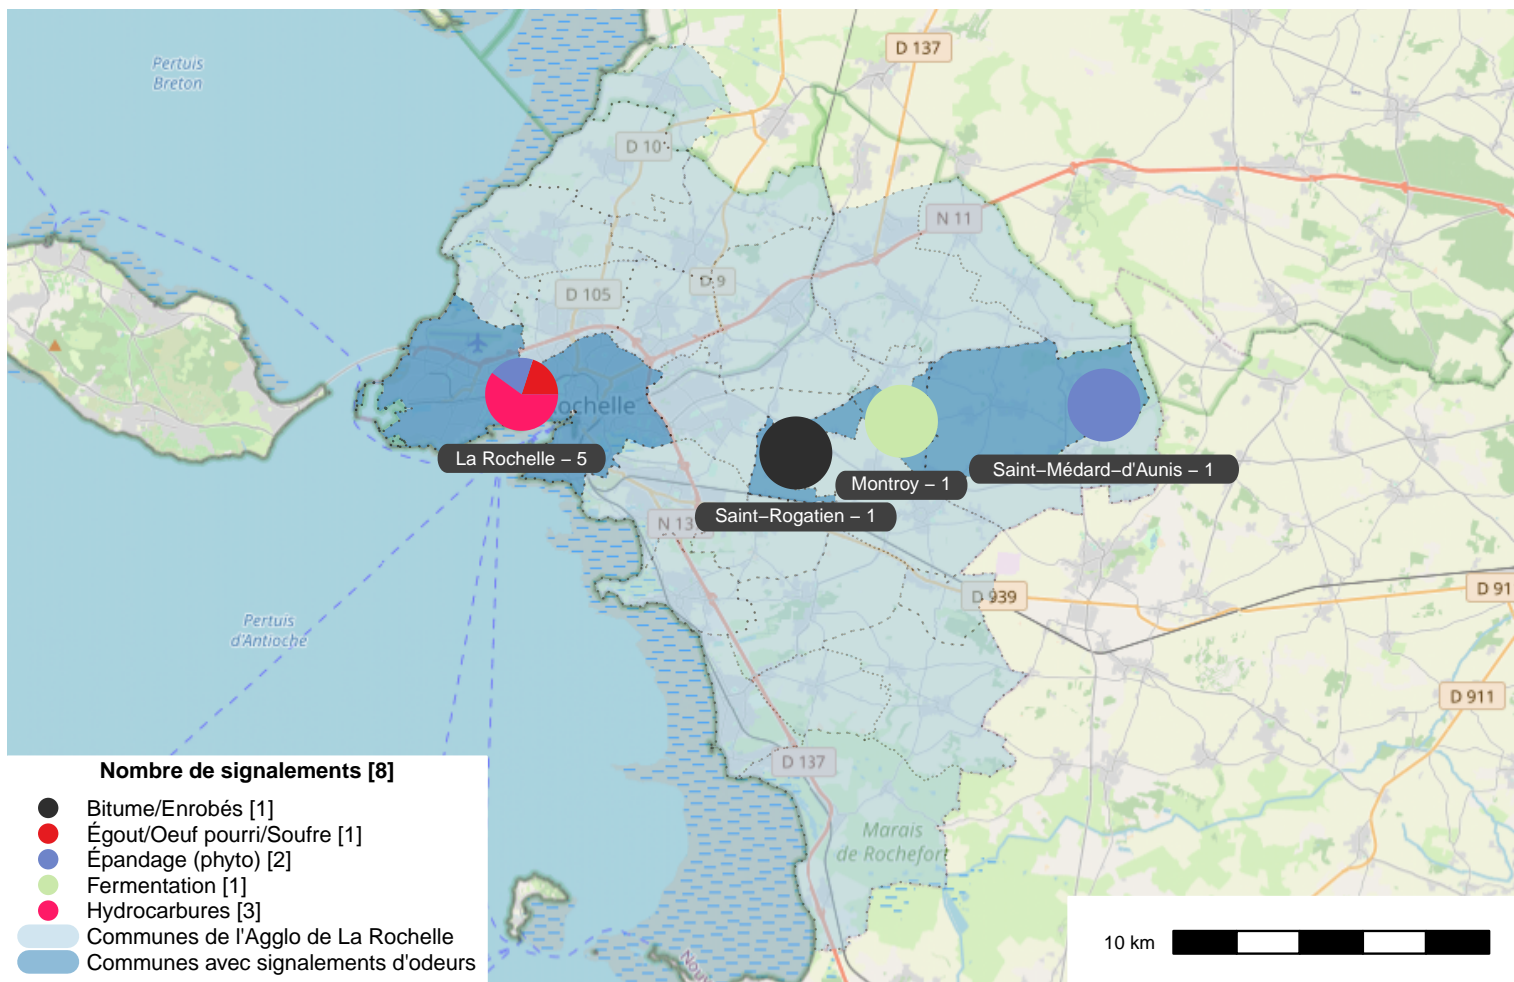 Pertuis
Breton
D 137
D 10
N 11
D 9
D 105
ochelle
La Rochelle – 5
Saint–Médard–d'Aunis – 1
Montroy – 1
Saint–Rogatien – 1
N 13
D 939
D 91
Pertuis
d'Antioche
D 911
D 137
Marais
de Rochefort
Nouv
Nombre de signalements [8]
Bitume/Enrobés [1]
Égout/Oeuf pourri/Soufre [1]
Épandage (phyto) [2]
Fermentation [1]
Hydrocarbures [3]
Communes de l'Agglo de La Rochelle
Communes avec signalements d'odeurs
10 km